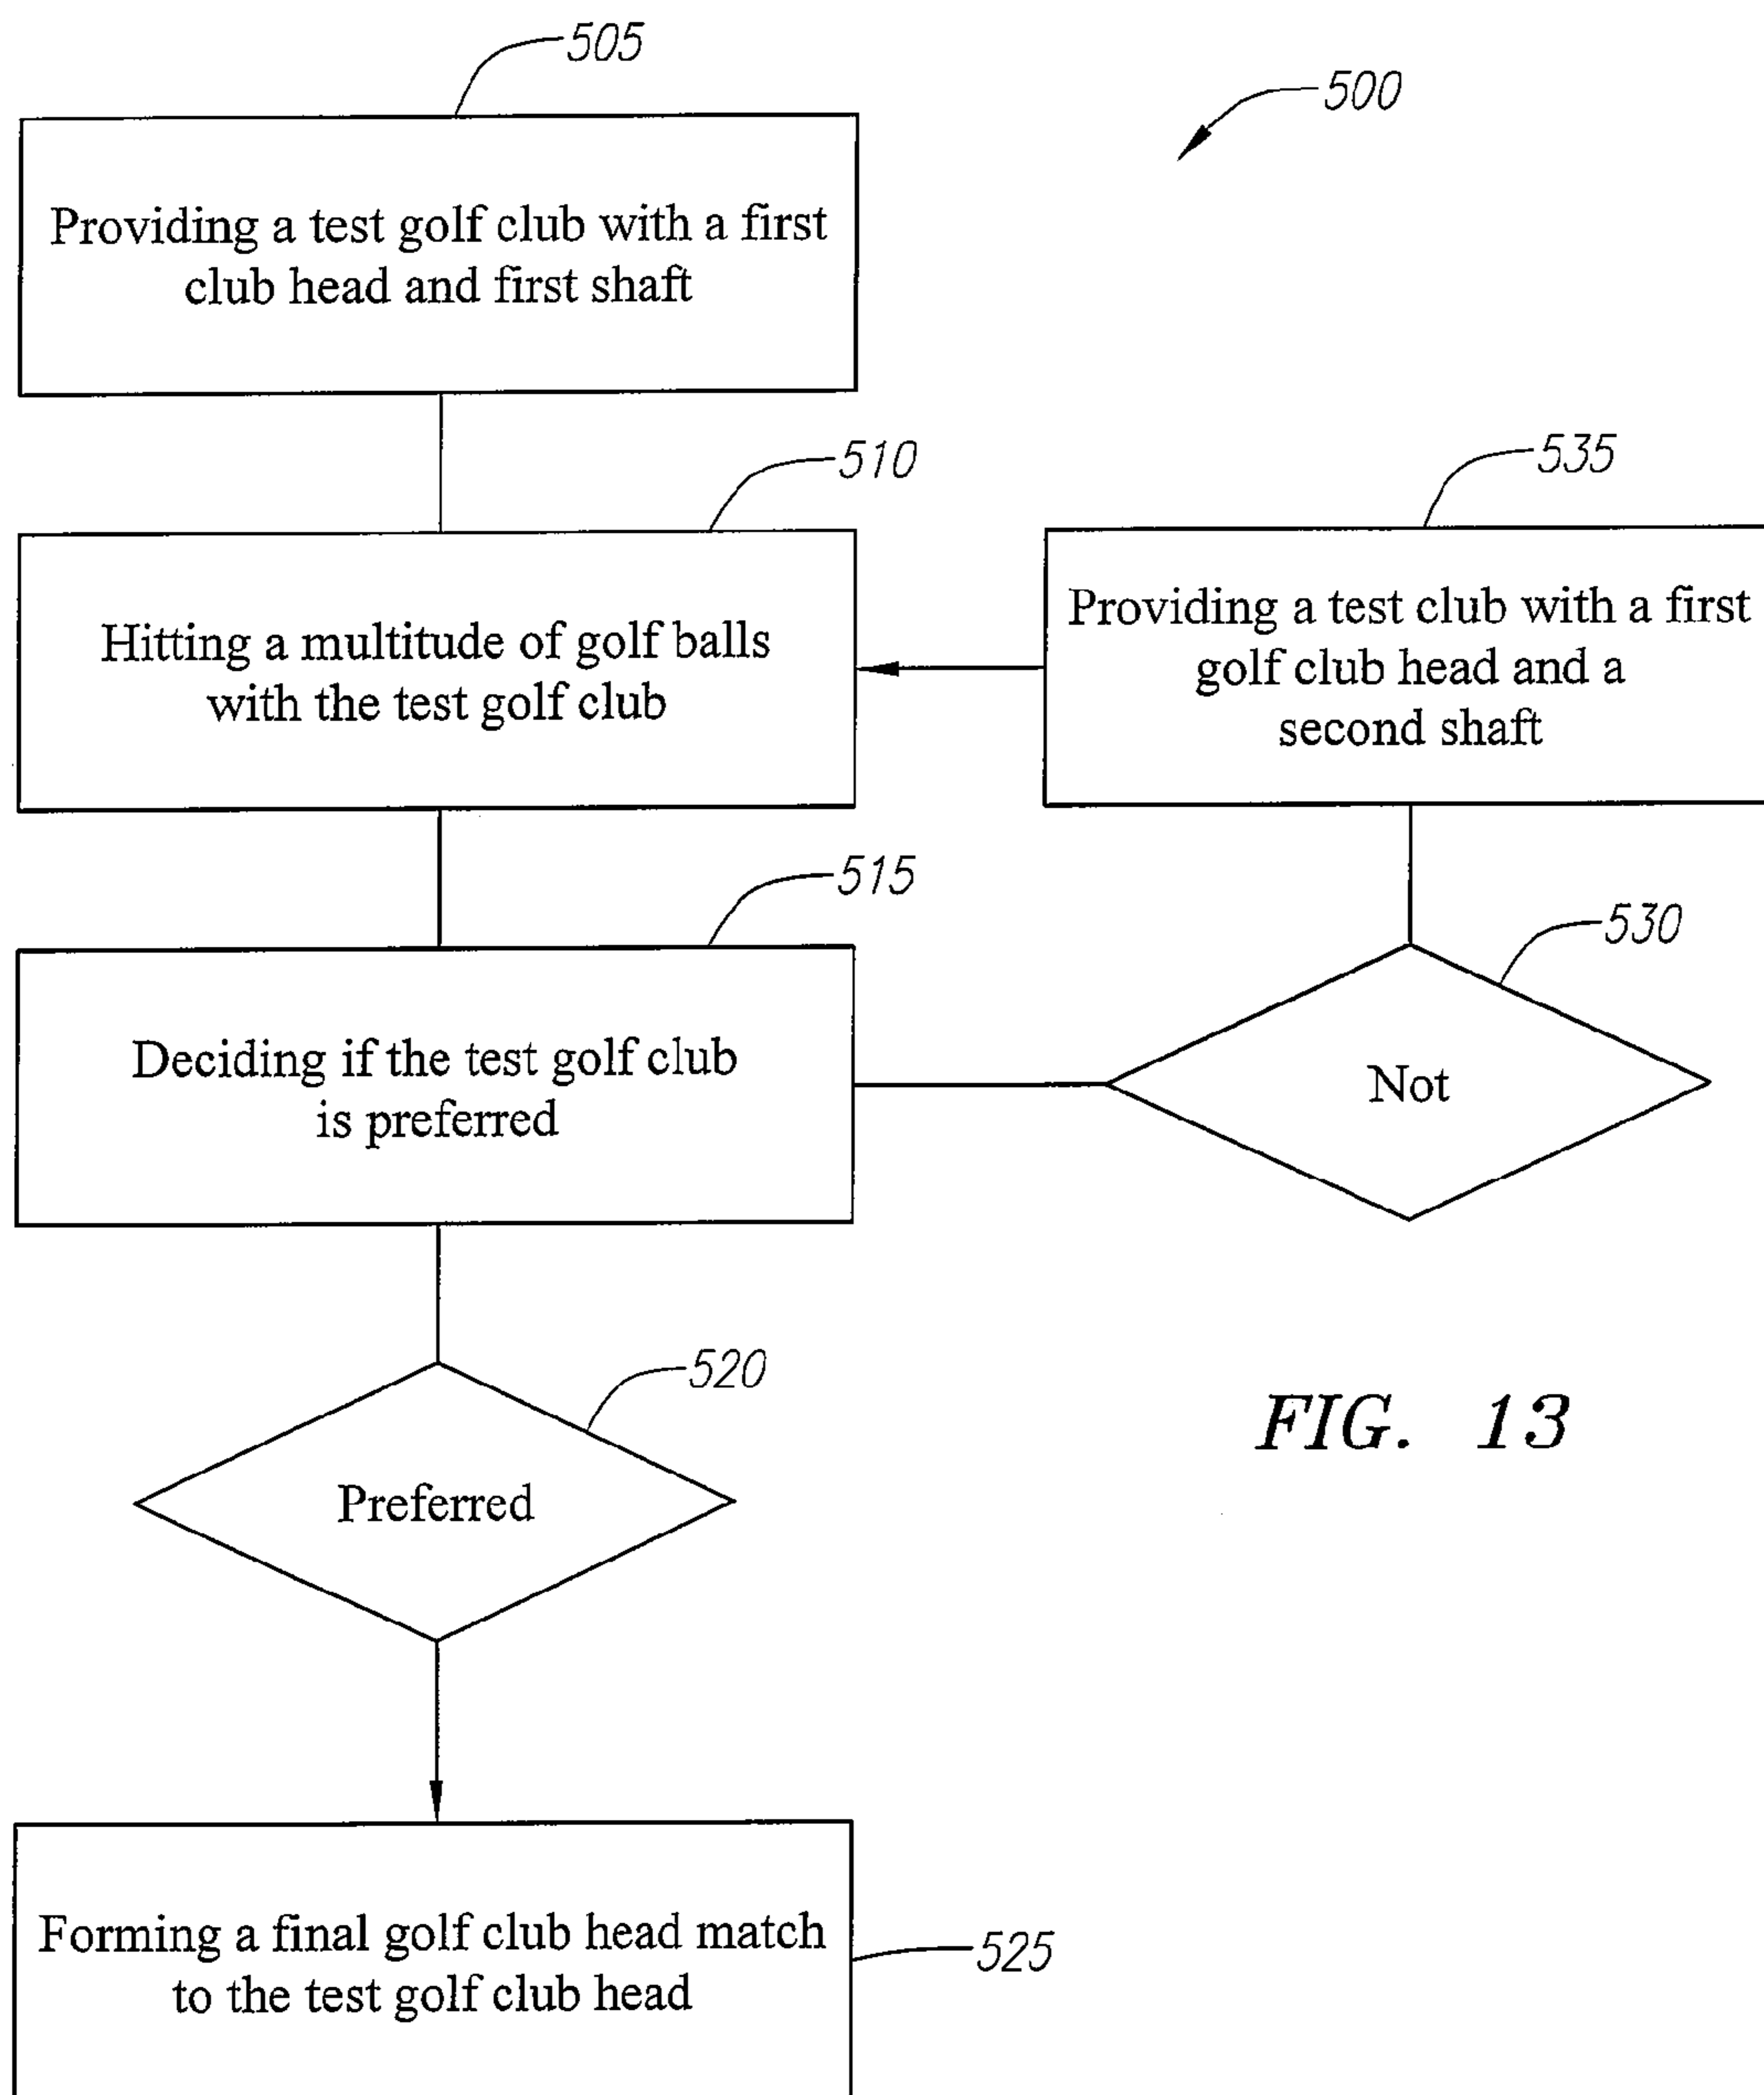 505
500
Providing a test golf club with a first
club head and first shaft
510
535
Hitting a multitude of golf balls
with the test golf club
Providing a test club with a first
golf club head and a
second shaft
515
530
Deciding if the test golf club
is preferred
Not
520
Preferred
FIG. 13
Forming a final golf club head match
to the test golf club head
525